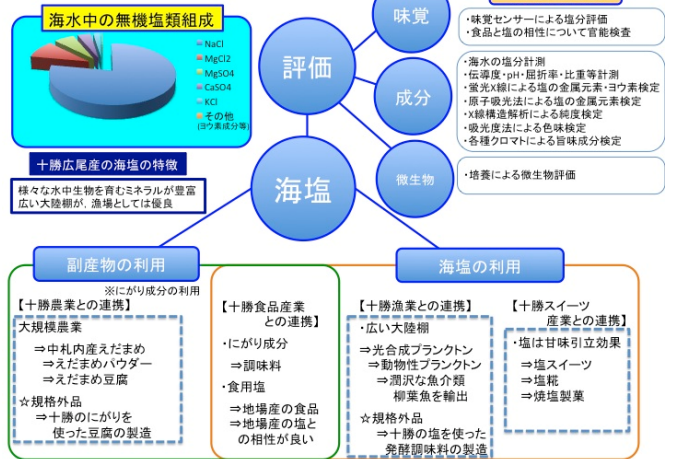 海水中の無機塩類組成
NaCl
MgCl2
MgSO4
CaSO4
KCl
その他
(ヨウ素成分等)
十勝広尾産の海塩の特徴
様々な水中生物を育むミネラルが豊富
広い大陸棚が、漁場としては優良
評価
海塩
味覚
成分
微生物
・味覚センサーによる塩分評価
・食品と塩の相性について官能検査
・海水の塩分計測
・伝導度・pH・屈折率・比重等計測
・蛍光X線による塩の金属元素・ヨウ素検定
・原子吸光法による塩の金属元素検定
・X線構造解析による純度検定
・吸光度法による色味検定
・各種クロマトによる旨味成分検定
・培養による微生物評価
副産物の利用
※にがり成分の利用
【十勝農業との連携】
大規模農業
⇒中札内産えだまめ
⇒えだまめパウダー
⇒えだまめ豆腐
☆規格外品
⇒十勝のにがりを
使った豆腐の製造
【十勝食品産業
との連携】
・にがり成分
⇒調味料
・食用塩
⇒地場産の食品
⇒地場産の塩と
の相性が良い
海塩の利用
【十勝漁業との連携】
・広い大陸棚
⇒光合成プランクトン
⇒動物性プランクトン
⇒潤沢な魚介類
柳葉魚を輸出
☆規格外品
⇒十勝の塩を使った
発酵調味料の製造
【十勝スイーツ
産業との連携】
・塩は甘味引立効果
⇒塩スイーツ
⇒塩糀
⇒焼塩製菓